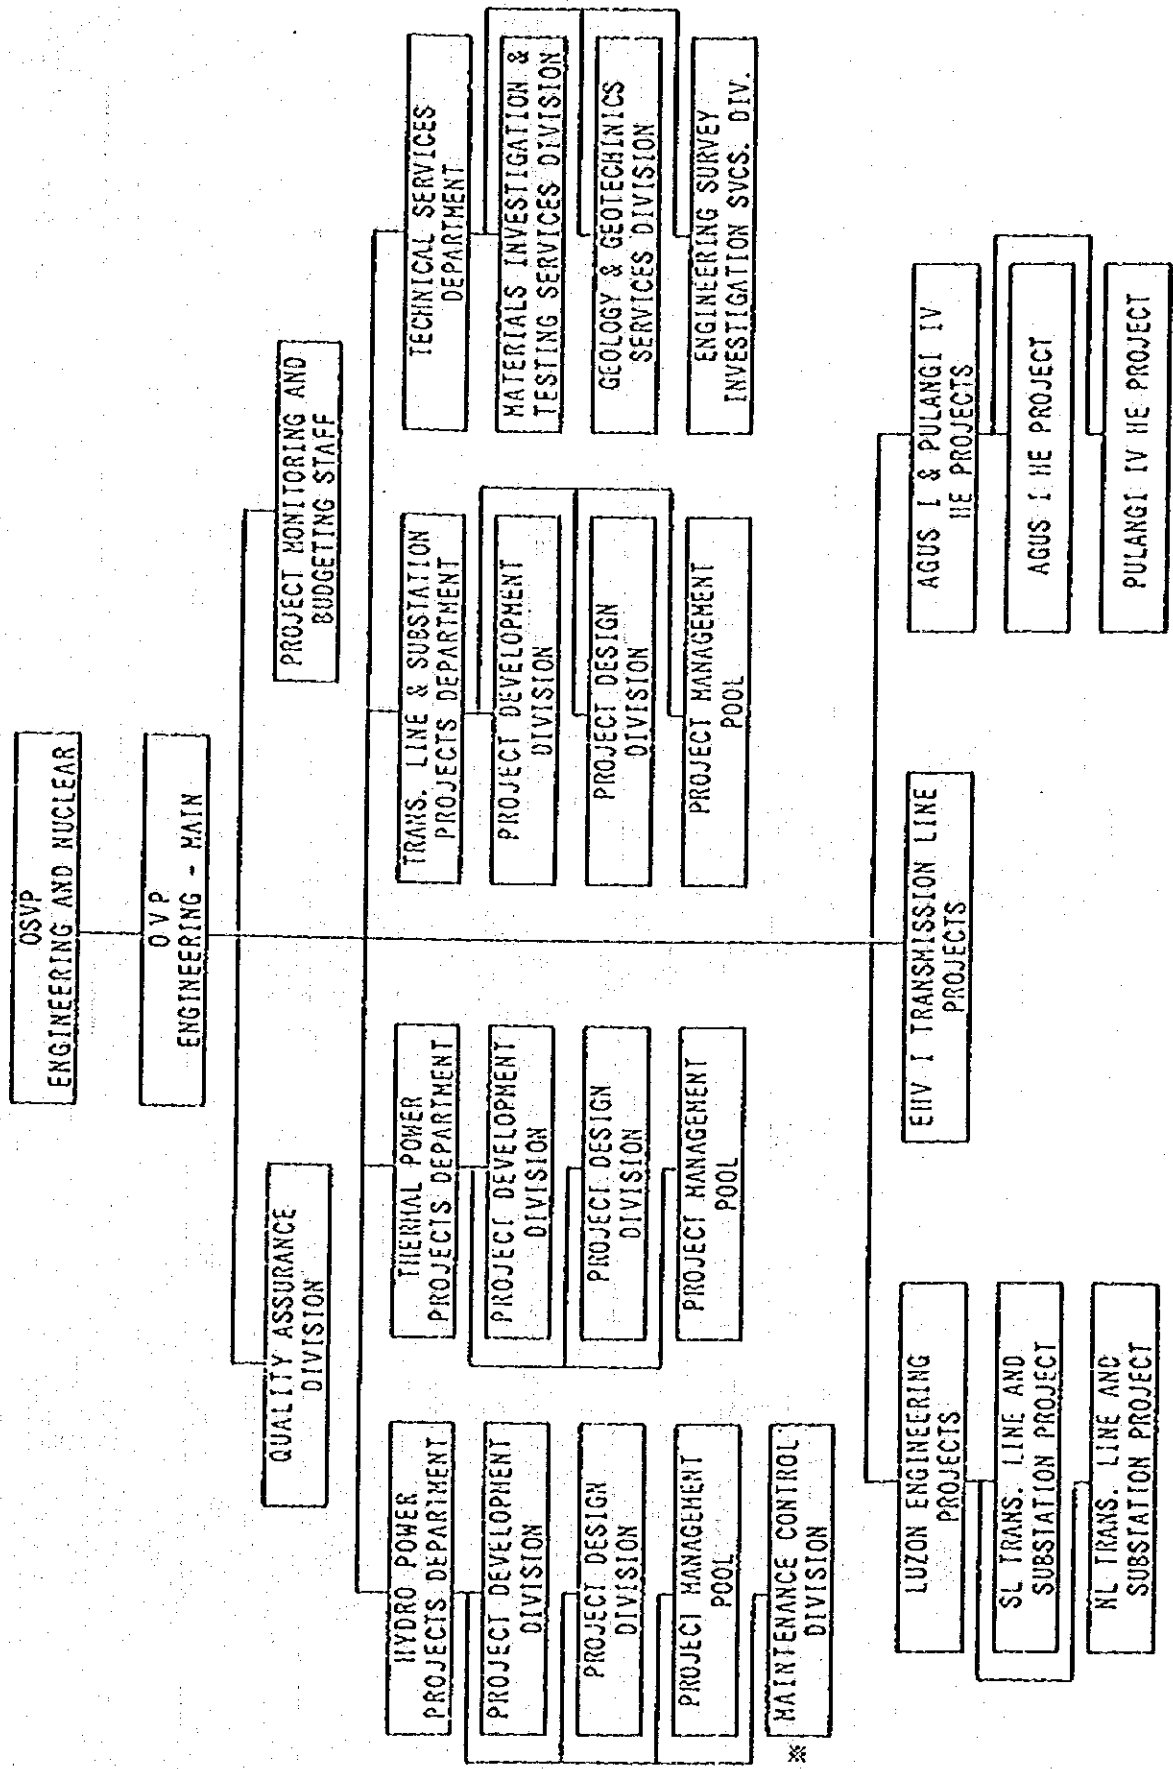 OSVP
ENGINEERING AND NUCLEAR
O V P
ENGINEERING - MAIN
QUALITY ASSURANCE
DIVISION
PROJECT MONITORING AND
BUDGETING STAFF
HYDRO POWER
PROJECTS DEPARTMENT
PROJECT DEVELOPMENT
DIVISION
PROJECT DESIGN
DIVISION
PROJECT MANAGEMENT
POOL
※ MAINTENANCE CONTROL
DIVISION
THERMAL POWER
PROJECTS DEPARTMENT
PROJECT DEVELOPMENT
DIVISION
PROJECT DESIGN
DIVISION
PROJECT MANAGEMENT
POOL
TRANS. LINE & SUBSTATION
PROJECTS DEPARTMENT
PROJECT DEVELOPMENT
DIVISION
PROJECT DESIGN
DIVISION
PROJECT MANAGEMENT
POOL
TECHNICAL SERVICES
DEPARTMENT
MATERIALS INVESTIGATION &
TESTING SERVICES DIVISION
GEOLOGY & GEOTECHINICS
SERVICES DIVISION
ENGINEERING SURVEY
INVESTIGATION SVCS. DIV.
LUZON ENGINEERING
PROJECTS
SL TRANS. LINE AND
SUBSTATION PROJECT
NL TRANS. LINE AND
SUBSTATION PROJECT
EHV I TRANSMISSION LINE
PROJECTS
AGUS I & PULANGI IV
HE PROJECTS
AGUS I HE PROJECT
PULANGI IV HE PROJECT